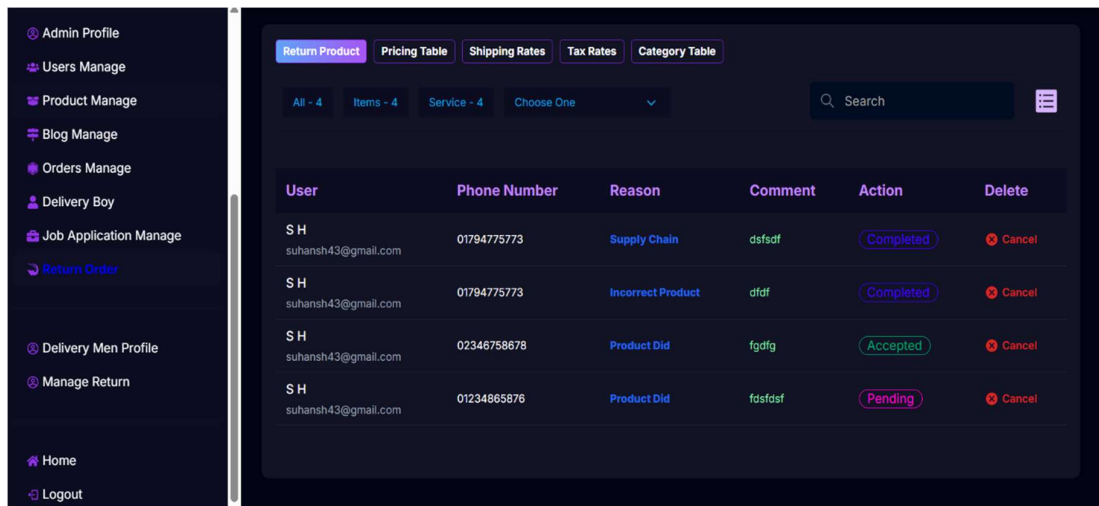 Admin Profile
Users Manage
Product Manage
Blog Manage
Orders Manage
Delivery Boy
Job Application Manage
Return Order
Delivery Men Profile
Manage Return
Home
Logout
Return Product Pricing Table Shipping Rates Tax Rates Category Table
All - 4 Items - 4 Service - 4 Choose One Search
User Phone Number Reason Comment Action Delete
S H
suhansh43@gmail.com 01794775773 Supply Chain dsfsdf Completed Cancel
S H
suhansh43@gmail.com 01794775773 Incorrect Product dfdf Completed Cancel
S H
suhansh43@gmail.com 02346758678 Product Did fgdfg Accepted Cancel
S H
suhansh43@gmail.com 01234865876 Product Did fdsfdsf Pending Cancel